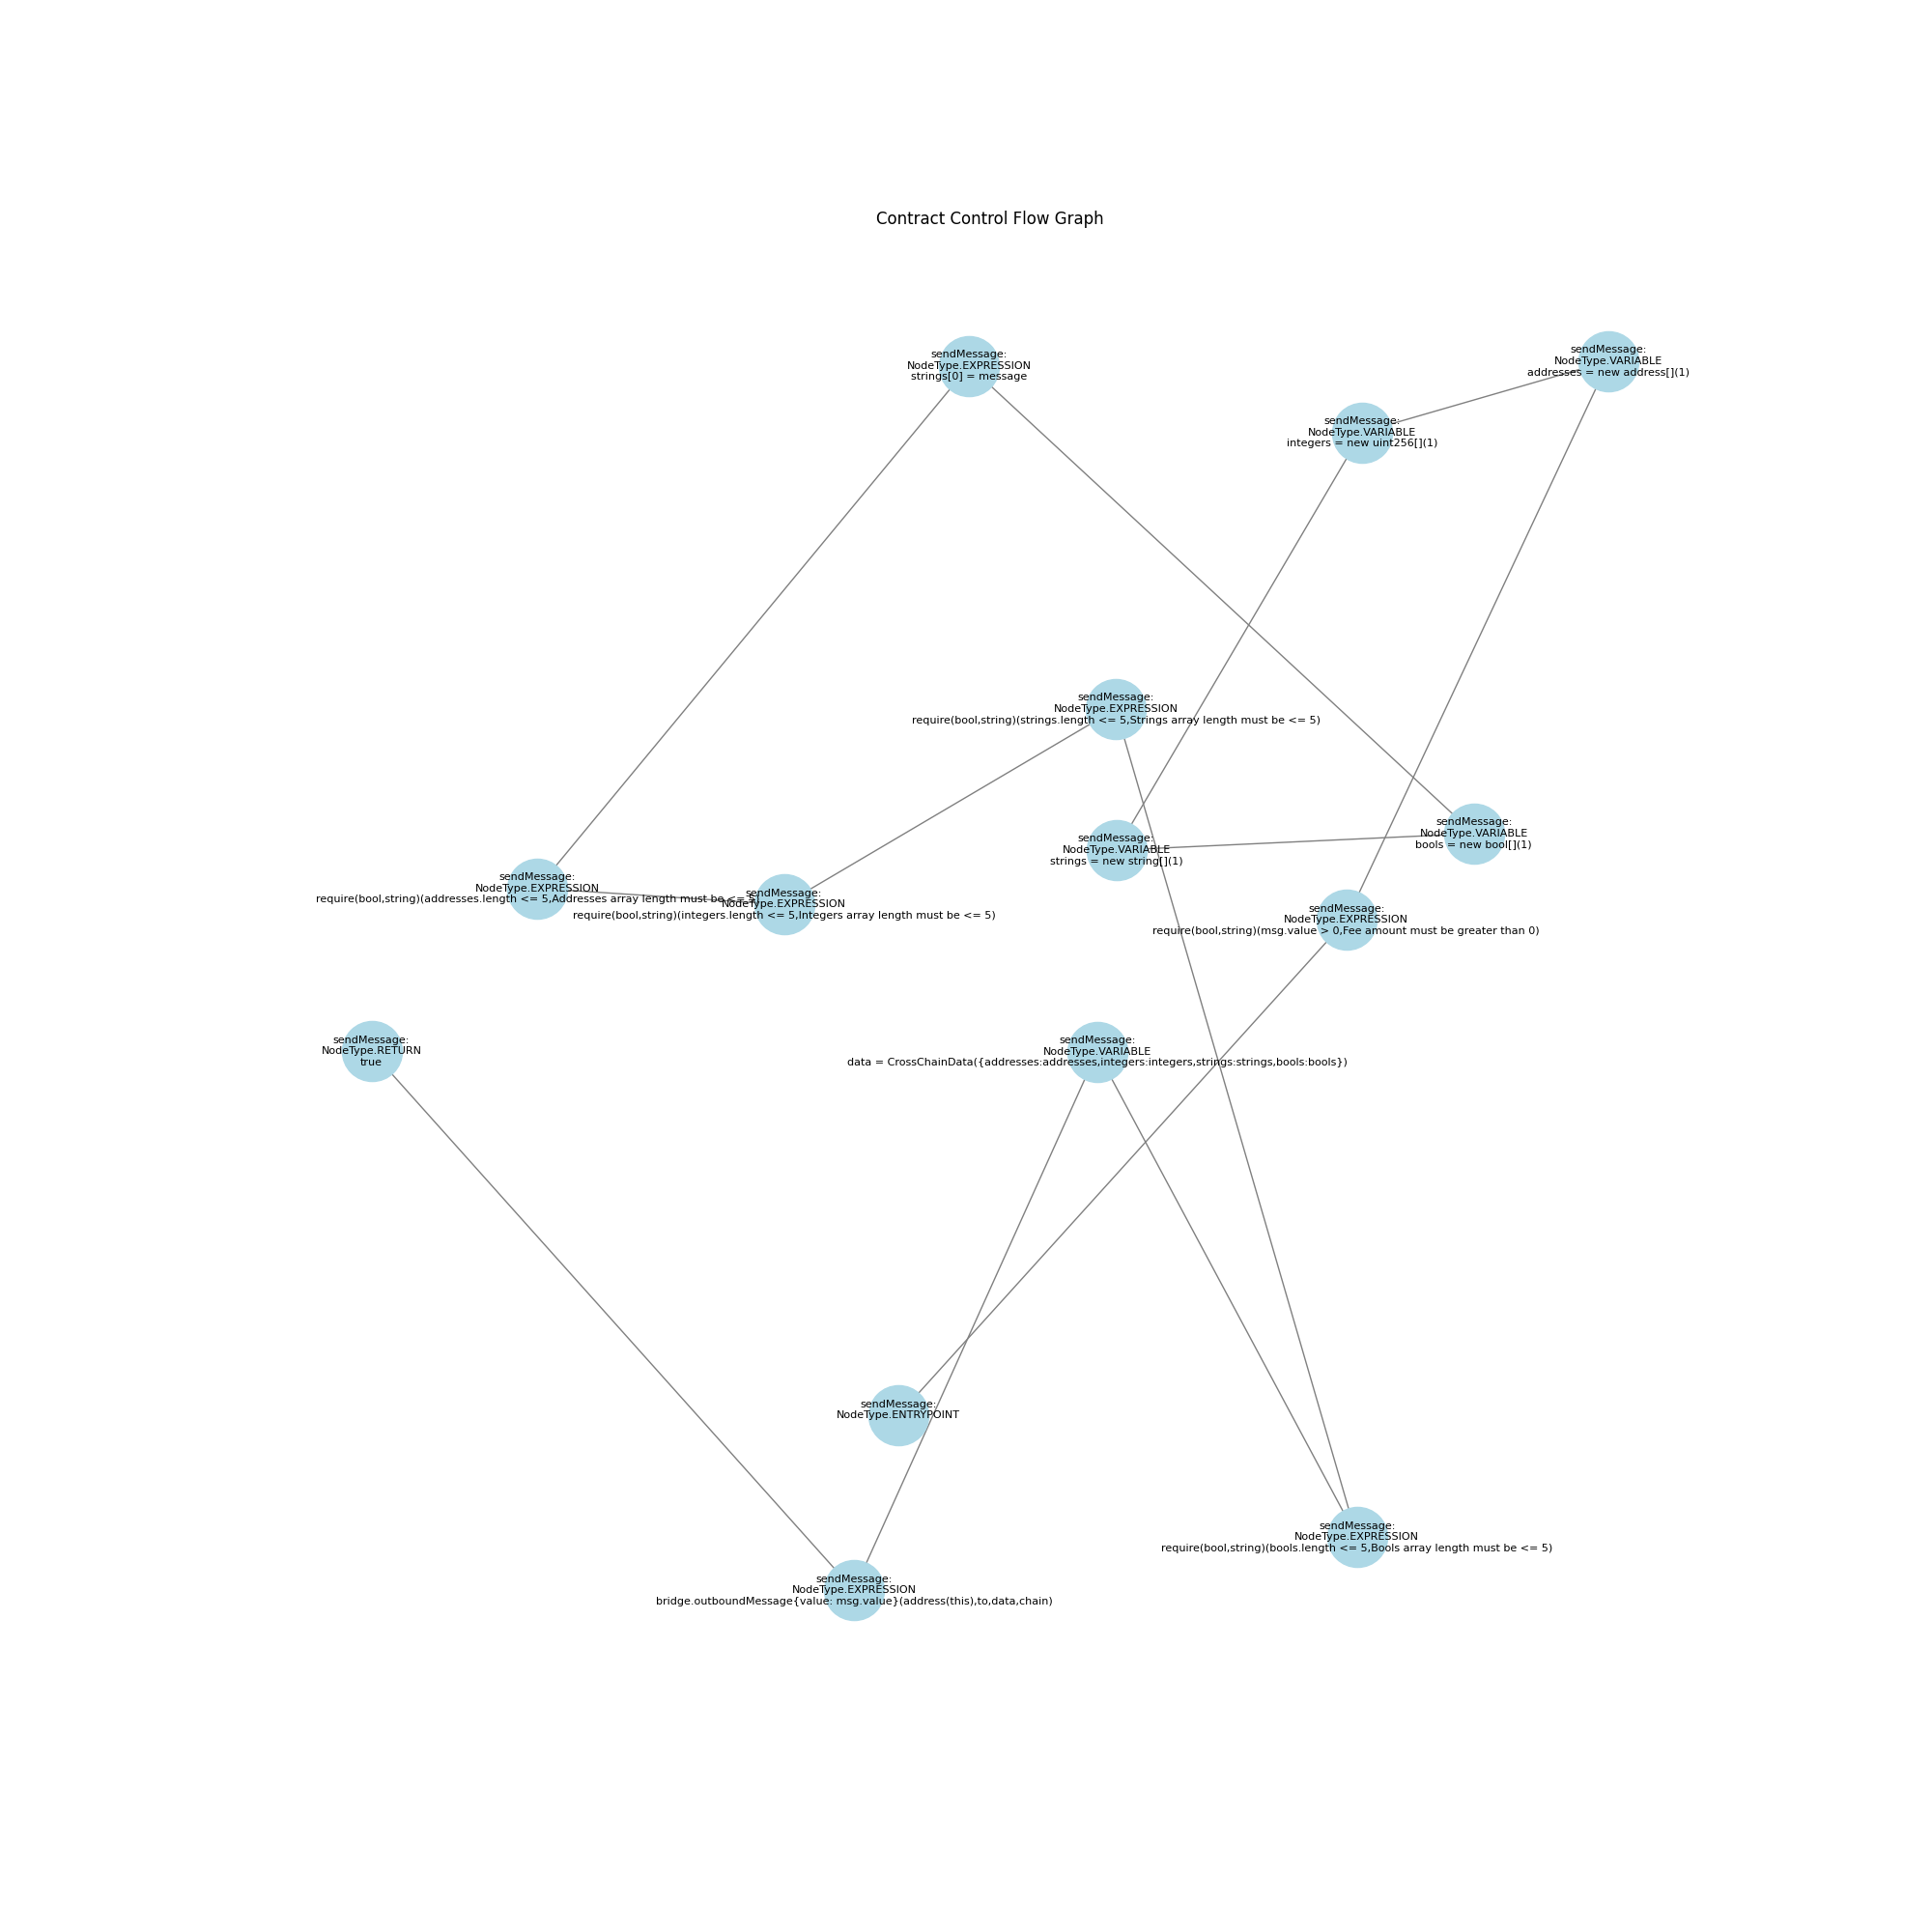 Contract Control Flow Graph
sendMessage:
NodeType.EXPRESSION
strings[0] = message
sendMessage:
NodeType.VARIABLE
addresses = new address[](1)
sendMessage:
NodeType.VARIABLE
integers = new uint256[](1)
sendMessage:
NodeType.EXPRESSION
require(bool,string)(strings.length <= 5,Strings array length must be <= 5)
sendMessage:
NodeType.VARIABLE
strings = new string[](1)
sendMessage:
NodeType.VARIABLE
bools = new bool[](1)
sendMessage:
NodeType.EXPRESSION
require(bool,string)(addresses.length <= 5,Addresses array length must be <= 5)
sendMessage:
NodeType.EXPRESSION
require(bool,string)(integers.length <= 5,Integers array length must be <= 5)
sendMessage:
NodeType.EXPRESSION
require(bool,string)(msg.value > 0,Fee amount must be greater than 0)
sendMessage:
NodeType.RETURN
true
sendMessage:
NodeType.VARIABLE
data = CrossChainData({addresses:addresses,integers:integers,strings:strings,bools:bools})
sendMessage:
NodeType.ENTRYPOINT
sendMessage:
NodeType.EXPRESSION
require(bool,string)(bools.length <= 5,Bools array length must be <= 5)
sendMessage:
NodeType.EXPRESSION
bridge.outboundMessage{value: msg.value}(address(this),to,data,chain)